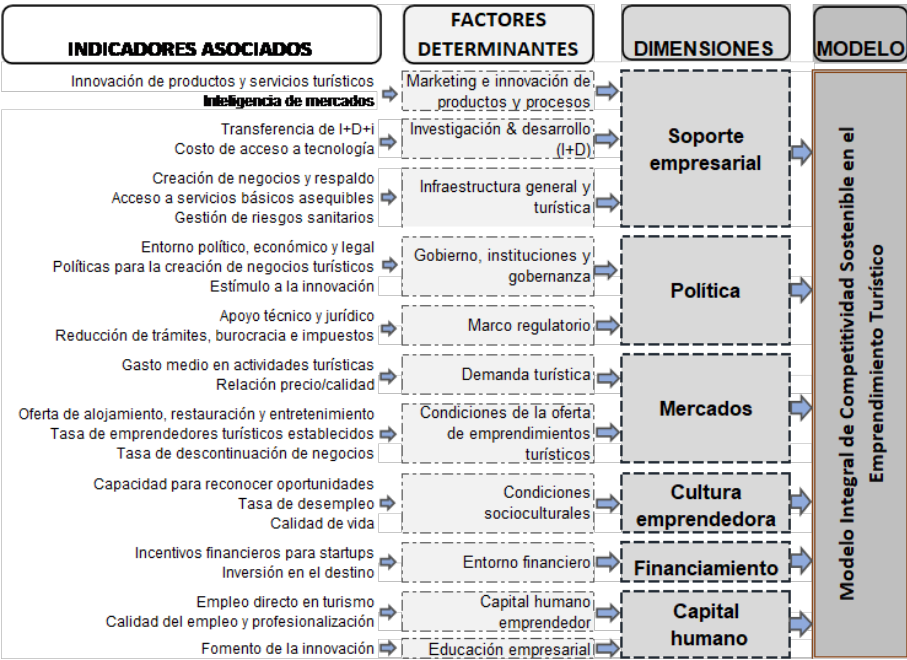 INDICADORES ASOCIADOS
FACTORES
DETERMINANTES
DIMENSIONES
MODELO
Innovación de productos y servicios turísticos
Inteligencia de mercados
Marketing e innovación de
productos y procesos
Transferencia de I+D+i
Costo de acceso a tecnología
Investigación & desarrollo
(I+D)
Creación de negocios y respaldo
Acceso a servicios básicos asequibles
Gestión de riesgos sanitarios
Infraestructura general y
turística
Soporte
empresarial
Entorno político, económico y legal
Políticas para la creación de negocios turísticos
Estímulo a la innovación
Gobierno, instituciones y
gobernanza
Apoyo técnico y jurídico
Reducción de trámites, burocracia e impuestos
Marco regulatorio
Política
Gasto medio en actividades turísticas
Relación precio/calidad
Demanda turística
Oferta de alojamiento, restauración y entretenimiento
Tasa de emprendedores turísticos establecidos
Tasa de descontinuación de negocios
Condiciones de la oferta
de emprendimientos
turísticos
Mercados
Capacidad para reconocer oportunidades
Tasa de desempleo
Calidad de vida
Condiciones
socioculturales
Cultura
emprendedora
Incentivos financieros para startups
Inversión en el destino
Entorno financiero
Financiamiento
Empleo directo en turismo
Calidad del empleo y profesionalización
Capital humano
emprendedor
Fomento de la innovación
Educación empresarial
Capital
humano
Modelo Integral de Competitividad Sostenible en el
Emprendimiento Turístico